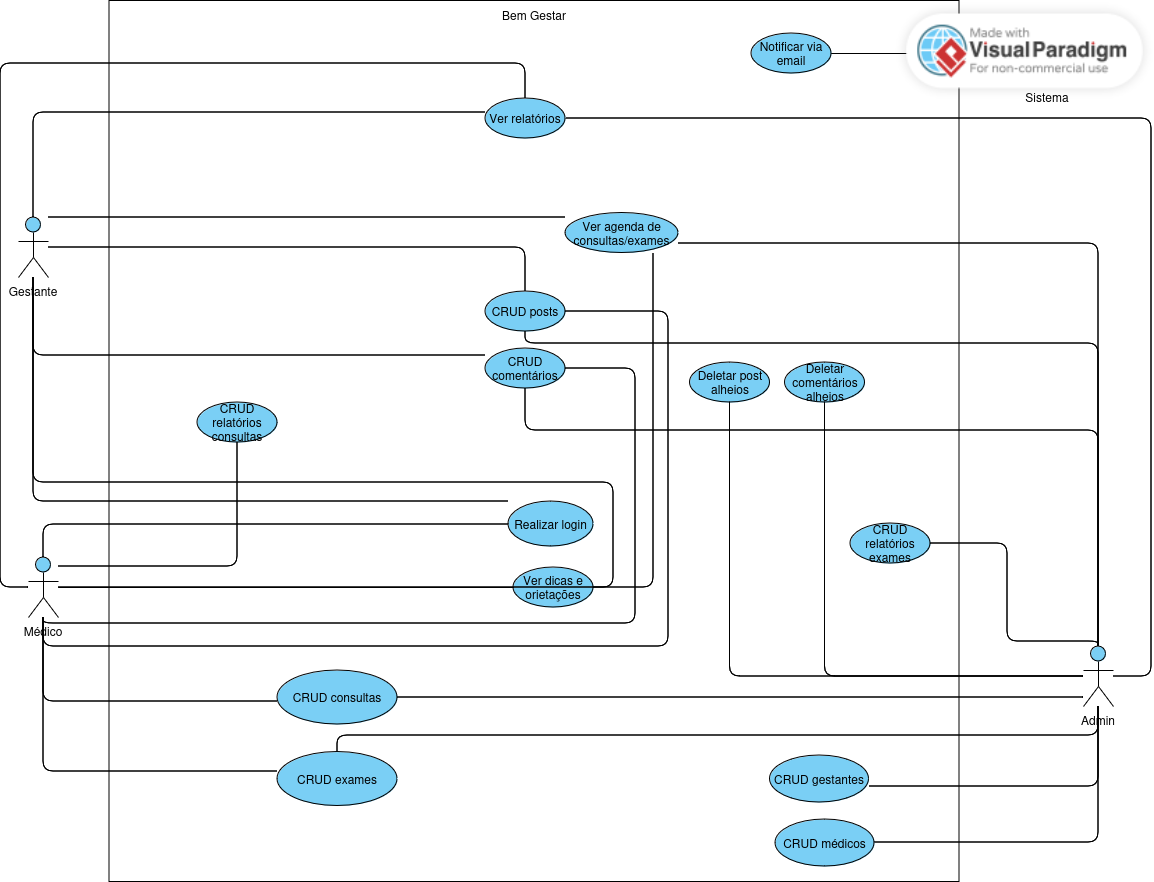 Bem Gestar
Made with
Visual Paradigm
For non-commercial use
Notificar via
email
Sistema
Ver relatórios
Ver agenda de
consultas/exames
Gestante
CRUD posts
CRUD
comentários
Deletar post
alheios
Deletar
comentários
alheios
CRUD
relatórios
consultas
Realizar login
CRUD
relatórios
exames
Ver dicas e
orietações
Médico
CRUD consultas
Admin
CRUD exames
CRUD gestantes
CRUD médicos